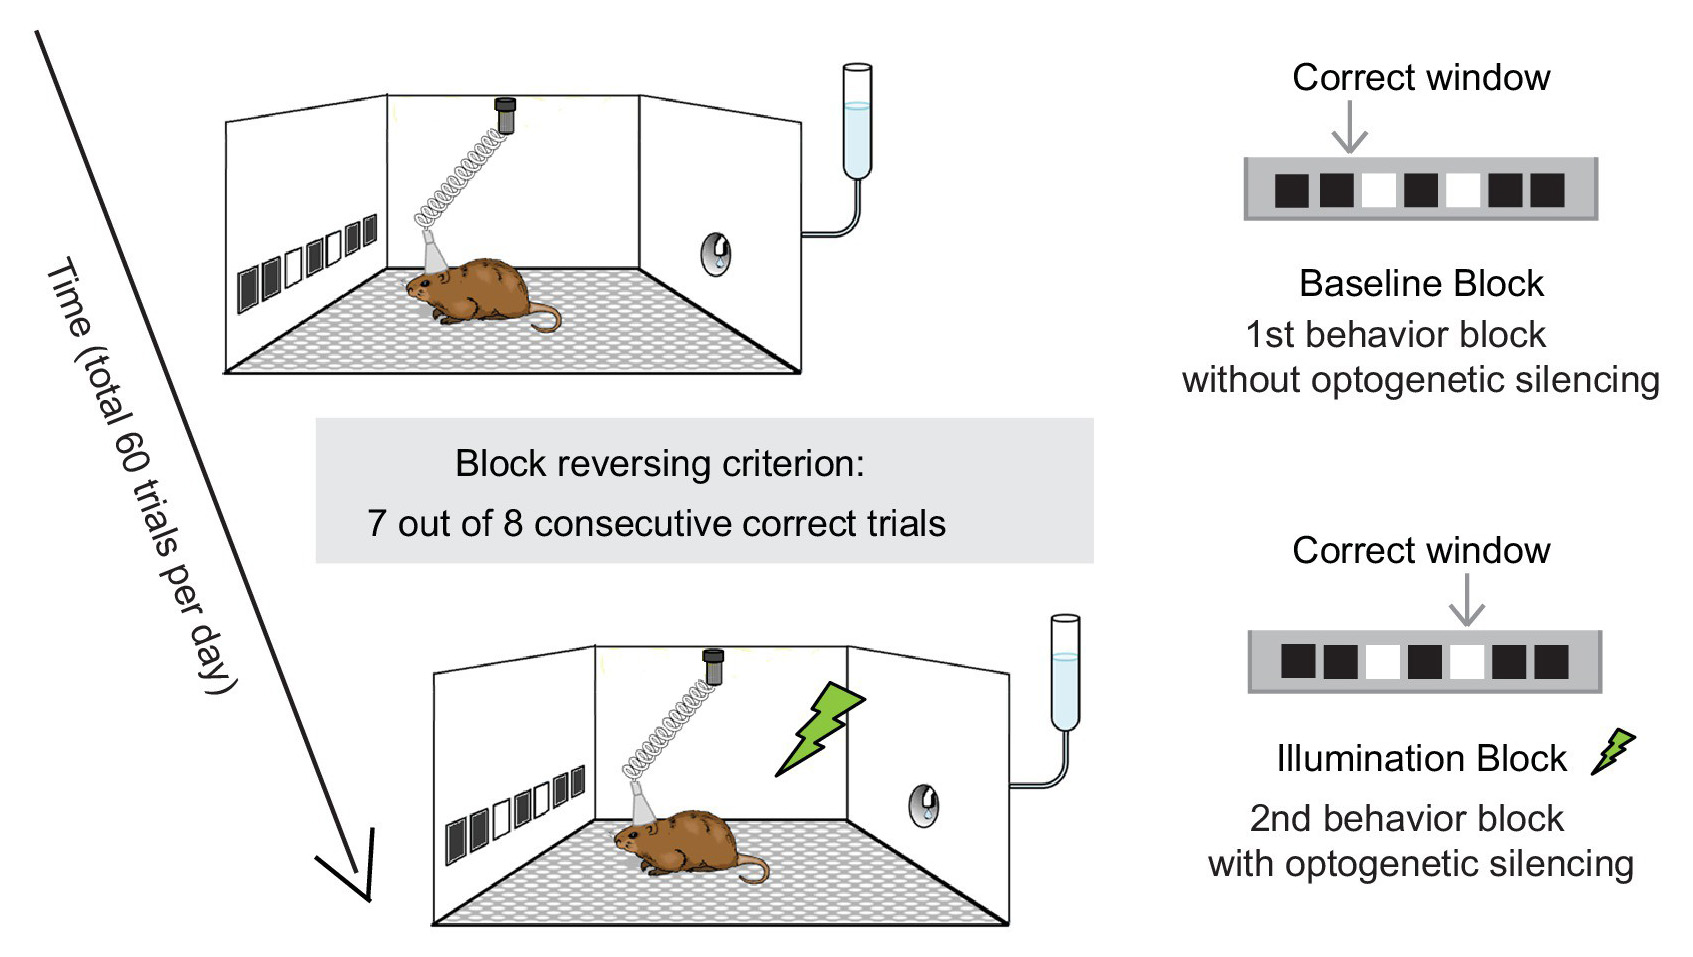 Correct window
Baseline Block
1st behavior block
without optogenetic silencing
Time (total 60 trials per day)
Block reversing criterion:
7 out of 8 consecutive correct trials
Correct window
Illumination Block
2nd behavior block
with optogenetic silencing